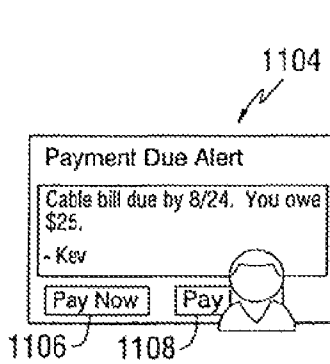 1104
Payment Due Alert
Cable bill due by 8/24. You owe
$25.
- Kev
Pay Now Pay
1106 1108